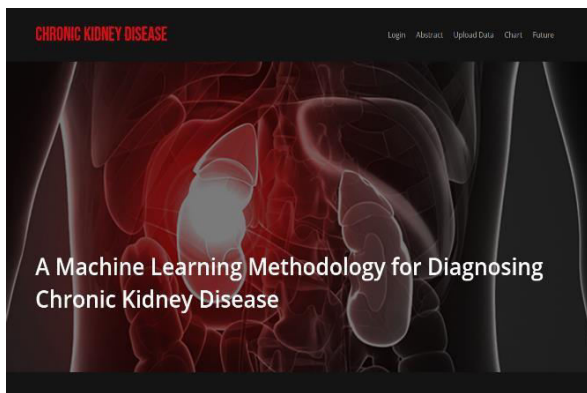 CHRONIC KIDNEY DISEASE
Login Abstract Upload Data Chart Future
A Machine Learning Methodology for Diagnosing
Chronic Kidney Disease